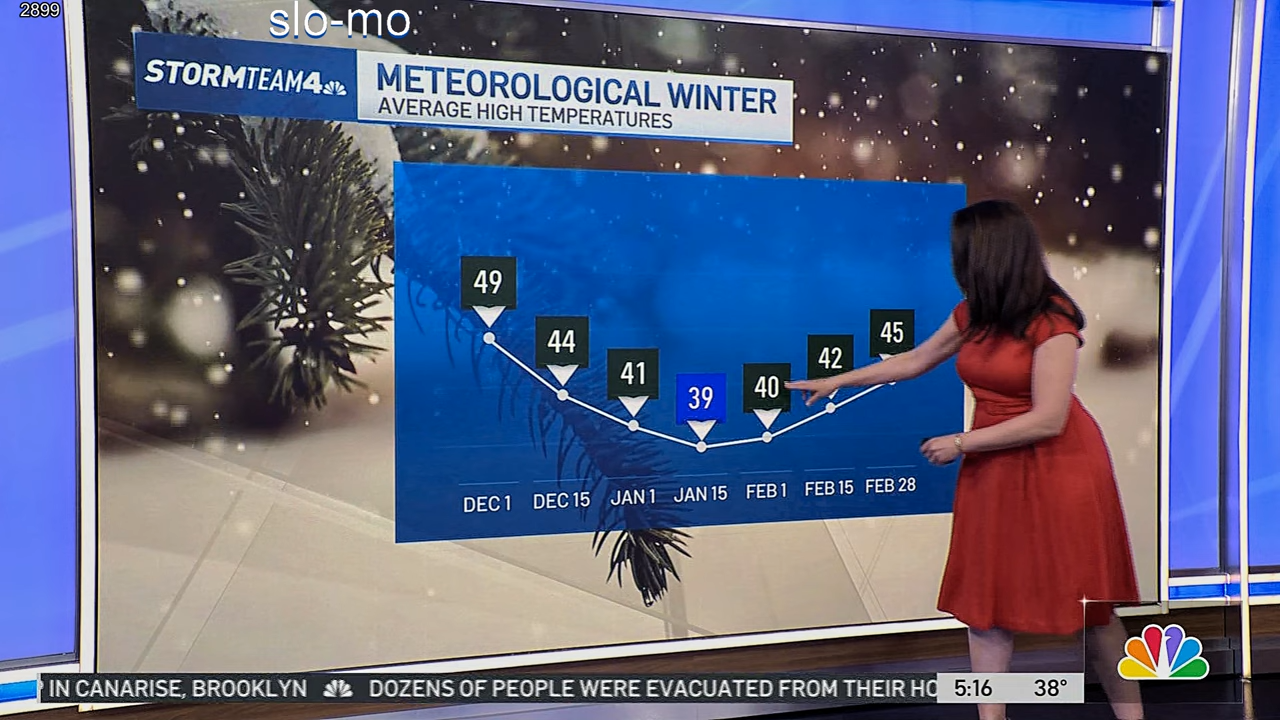 2899
slo-mo
STORMTEAM4
METEOROLOGICAL WINTER
AVERAGE HIGH TEMPERATURES
49
44
41
39
40
42
45
DEC 1 DEC 15 JAN 1 JAN 15 FEB 1 FEB 15 FEB 28
IN CANARISE, BROOKLYN DOZENS OF PEOPLE WERE EVACUATED FROM THEIR HO
5:16 38°